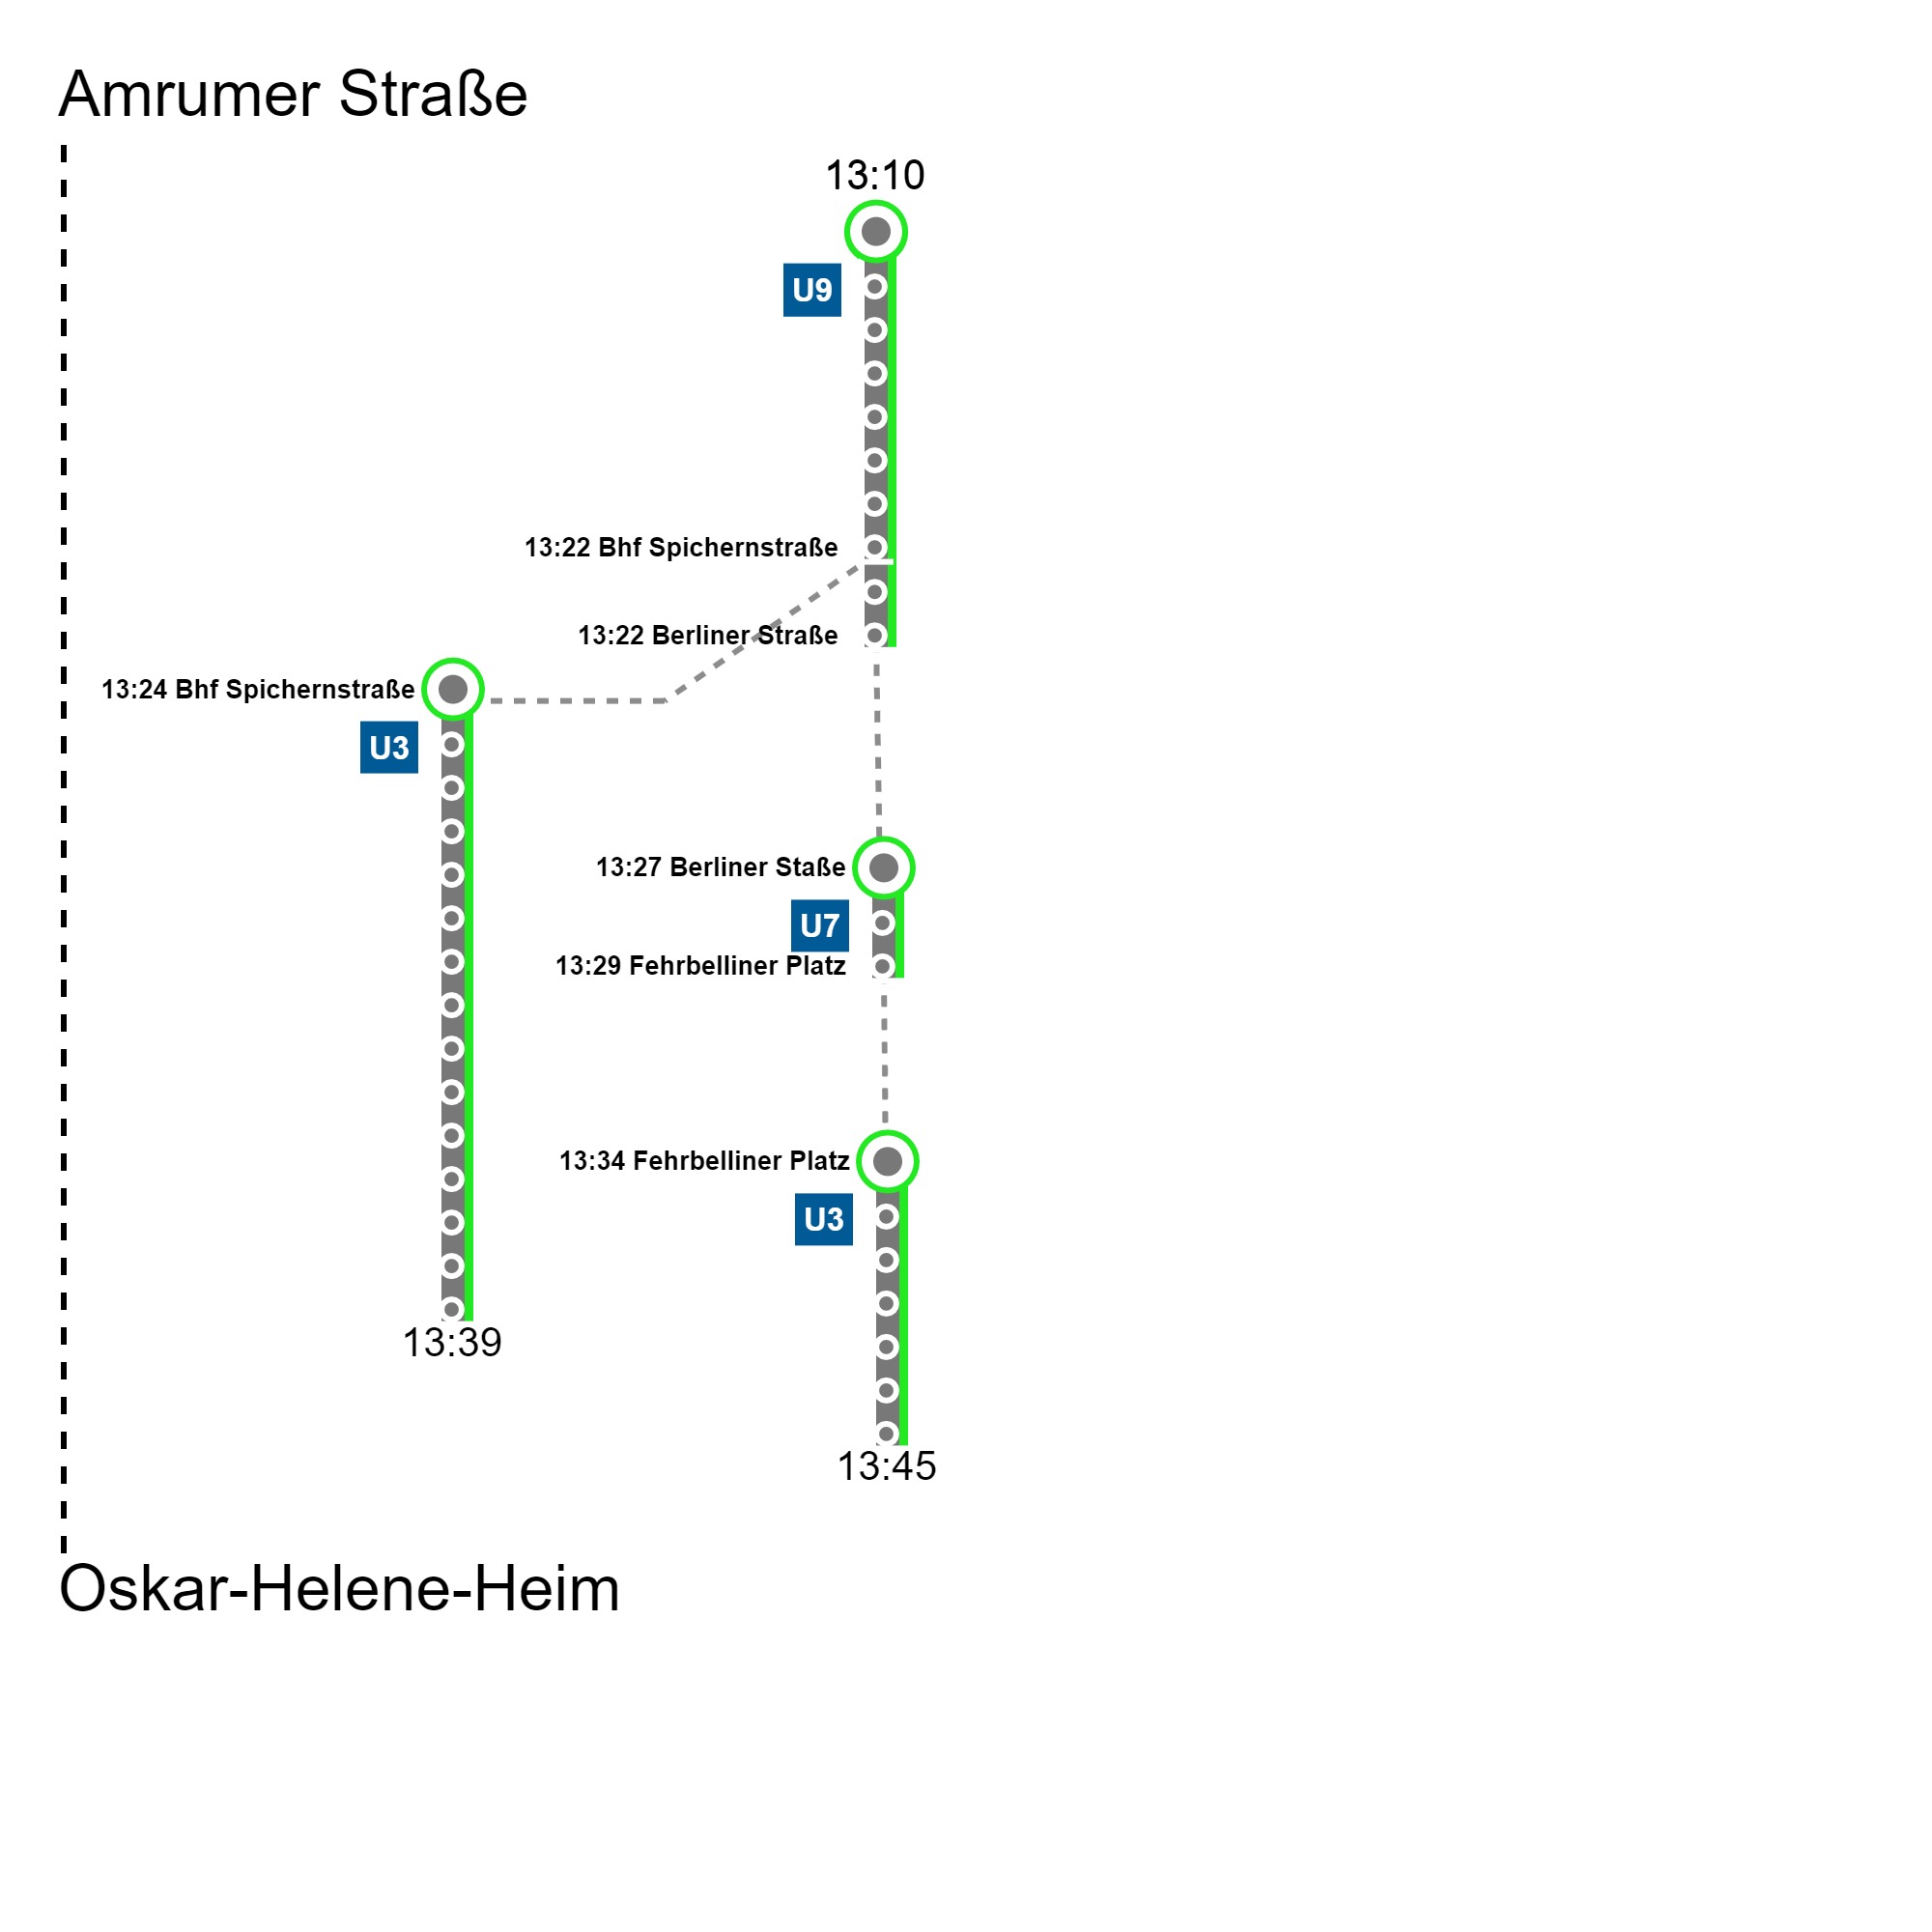 Amrumer Straße
13:10
U9
13:22 Bhf Spichernstraße
13:22 Berliner Straße
13:24 Bhf Spichernstraße
U3
13:27 Berliner Staße
U7
13:29 Fehrbelliner Platz
13:34 Fehrbelliner Platz
U3
13:39
13:45
Oskar-Helene-Heim